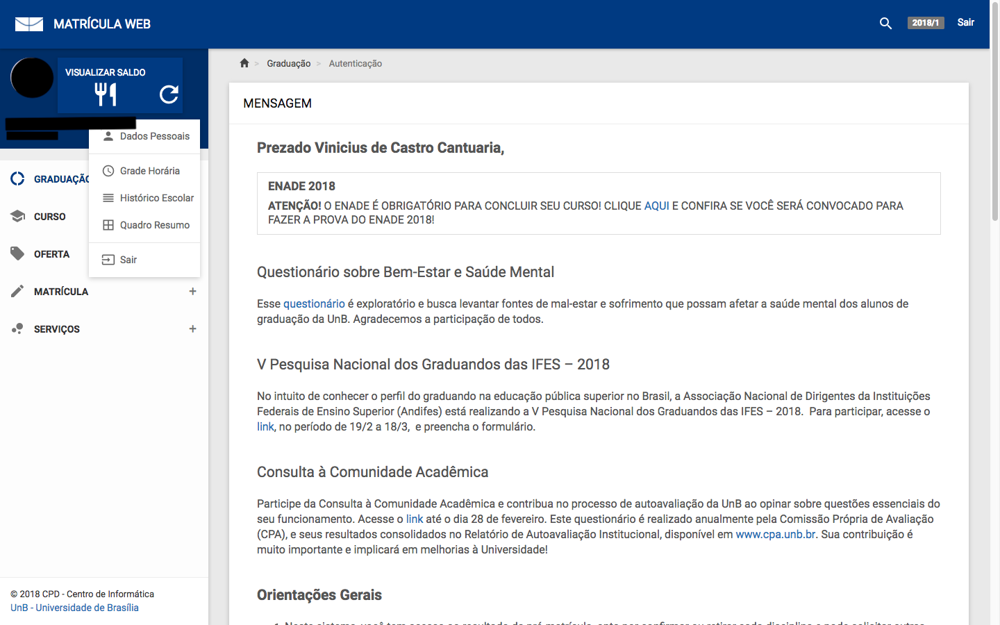 MATRÍCULA WEB
2018/1
Sair
VISUALIZAR SALDO
Dados Pessoais
Grade Horária
Histórico Escolar
Quadro Resumo
Sair
GRADUAÇÃO
CURSO
OFERTA
MATRÍCULA +
SERVIÇOS +
© 2018 CPD - Centro de Informática
UnB - Universidade de Brasília
> Graduação > Autenticação
MENSAGEM
Prezado Vinicius de Castro Cantuaria,
ENADE 2018
ATENÇÃO! O ENADE É OBRIGATÓRIO PARA CONCLUIR SEU CURSO! CLIQUE AQUI E CONFIRA SE VOCÊ SERÁ CONVOCADO PARA
FAZER A PROVA DO ENADE 2018!
Questionário sobre Bem-Estar e Saúde Mental
Esse questionário é exploratório e busca levantar fontes de mal-estar e sofrimento que possam afetar a saúde mental dos alunos de
graduação da UnB. Agradecemos a participação de todos.
V Pesquisa Nacional dos Graduandos das IFES – 2018
No intuito de conhecer o perfil do graduando na educação pública superior no Brasil, a Associação Nacional de Dirigentes da Instituições
Federais de Ensino Superior (Andifes) está realizando a V Pesquisa Nacional dos Graduandos das IFES – 2018. Para participar, acesse o
link, no período de 19/2 a 18/3, e preencha o formulário.
Consulta à Comunidade Acadêmica
Participe da Consulta à Comunidade Acadêmica e contribua no processo de autoavaliação da UnB ao opinar sobre questões essenciais do
seu funcionamento. Acesse o link até o dia 28 de fevereiro. Este questionário é realizado anualmente pela Comissão Própria de Avaliação
(CPA), e seus resultados consolidados no Relatório de Autoavaliação Institucional, disponível em www.cpa.unb.br. Sua contribuição é
muito importante e implicará em melhorias à Universidade!
Orientações Gerais